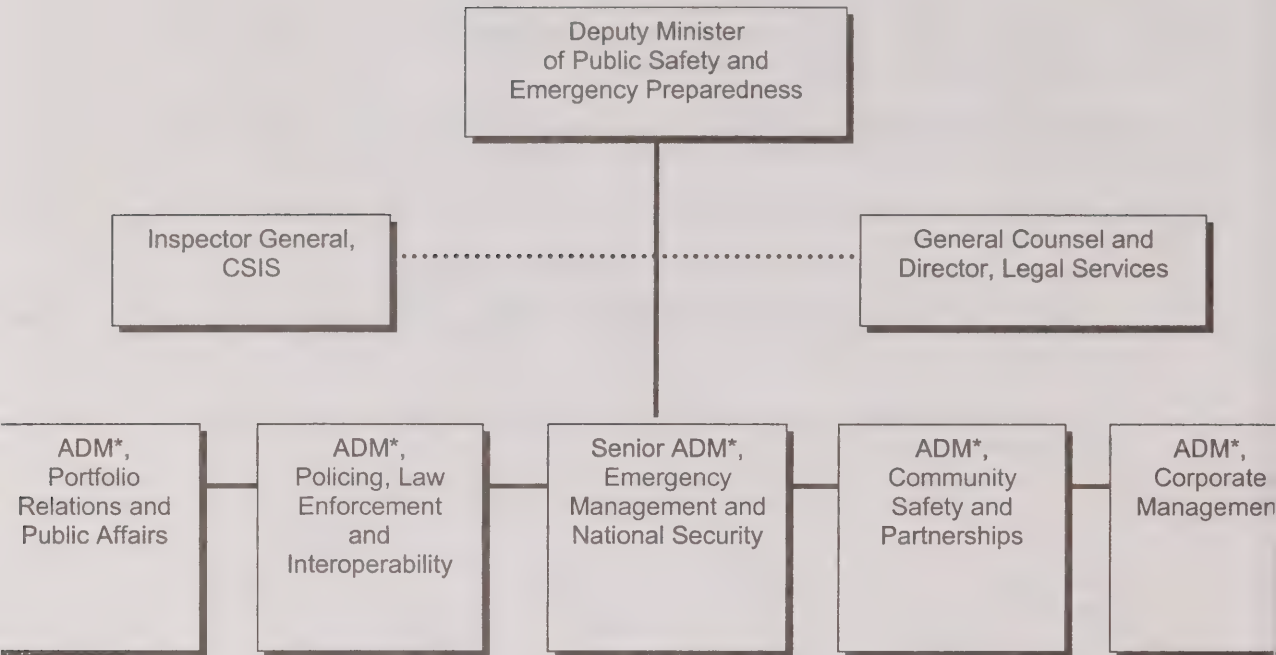 Deputy Minister
of Public Safety and
Emergency Preparedness
Inspector General,
CSIS
General Counsel and
Director, Legal Services
ADM*,
Portfolio
Relations and
Public Affairs
ADM*,
Policing, Law
Enforcement
and
Interoperability
Senior ADM*,
Emergency
Management and
National Security
ADM*,
Community
Safety and
Partnerships
ADM*,
Corporate
Managemen